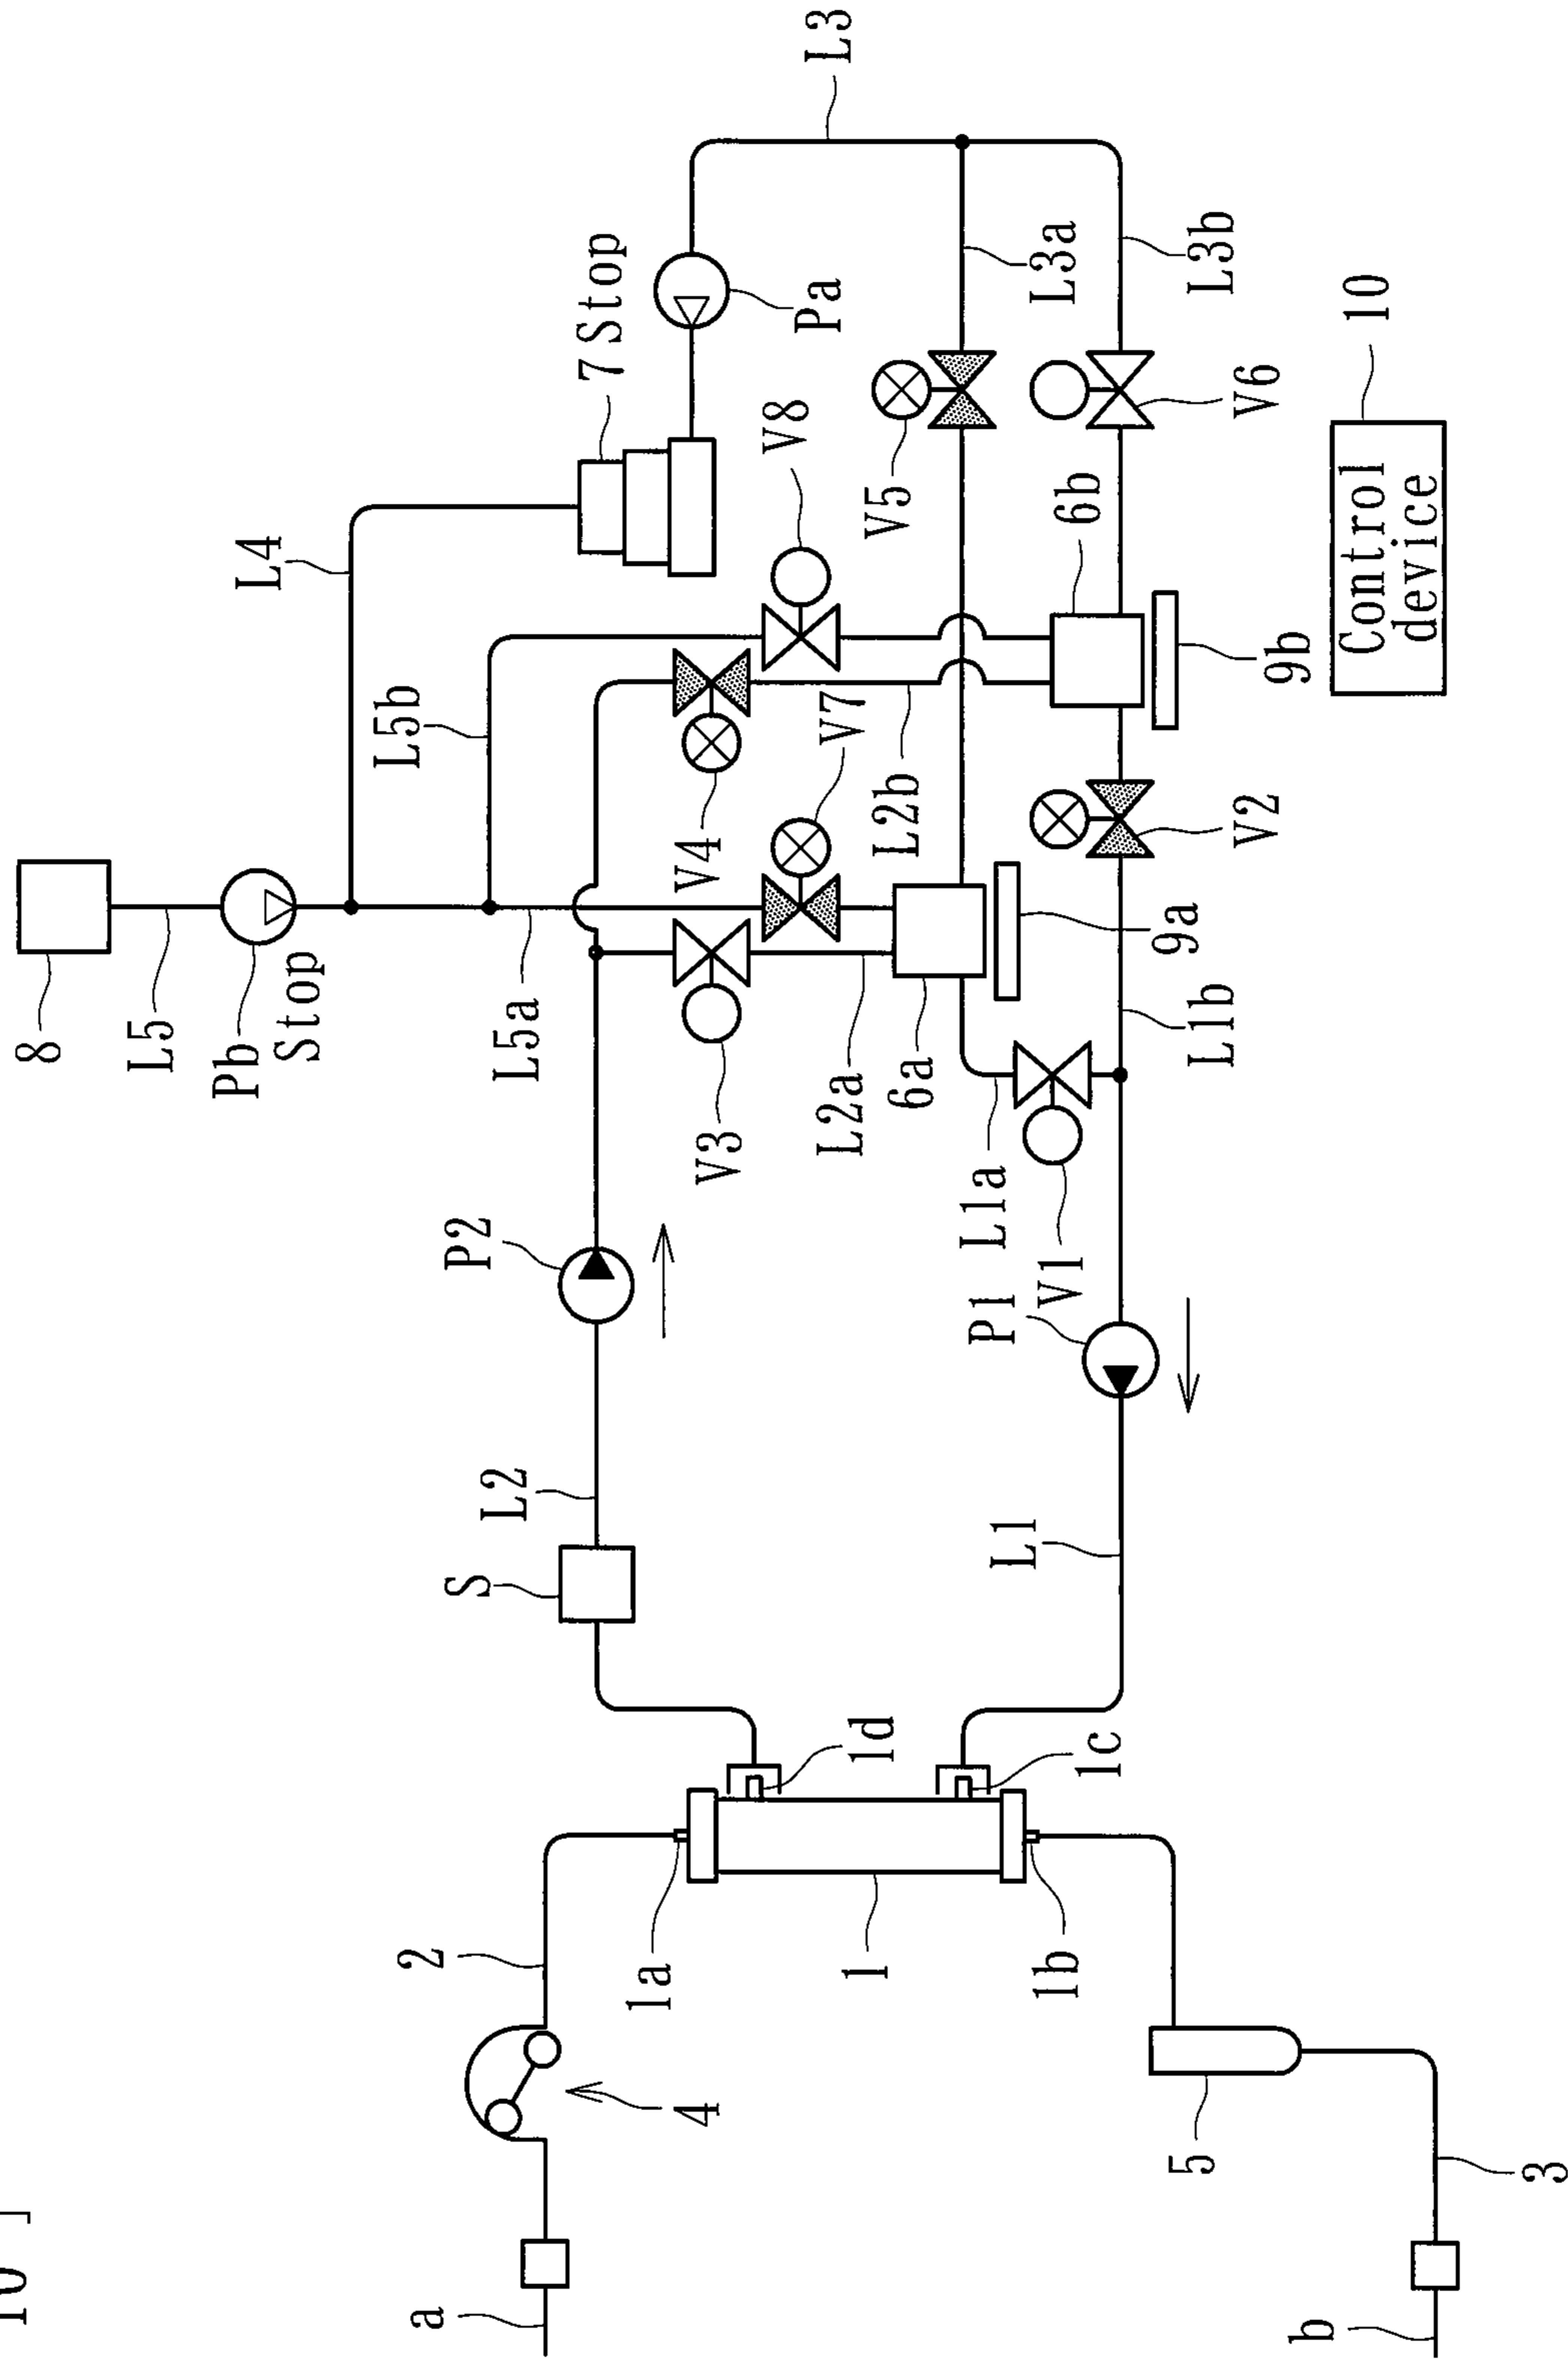 10 ]
8
L5
Pb
Stop
L4
L5b
a
2
S
P2
L2
L5a
7
Stop
1a
4
V4
V3
V8
Pa
L3
L2a
V7
1
1d
V5
L2b
6a
L1a
P1
L1
L3a
1b
V1
6b
1c
9a
5
L1b
L3b
V2
V6
9b
b
10
Control
device
3